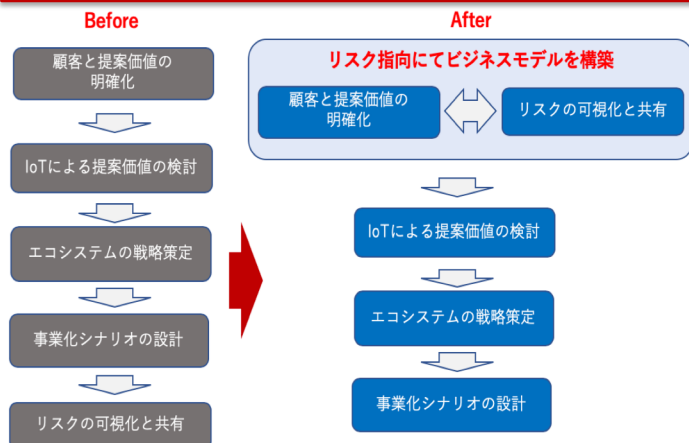 Before
顧客と提案価値の
明確化
IoTによる提案価値の検討
エコシステムの戦略策定
事業化シナリオの設計
リスクの可視化と共有
After
リスク指向にてビジネスモデルを構築
顧客と提案価値の
明確化
リスクの可視化と共有
IoTによる提案価値の検討
エコシステムの戦略策定
事業化シナリオの設計